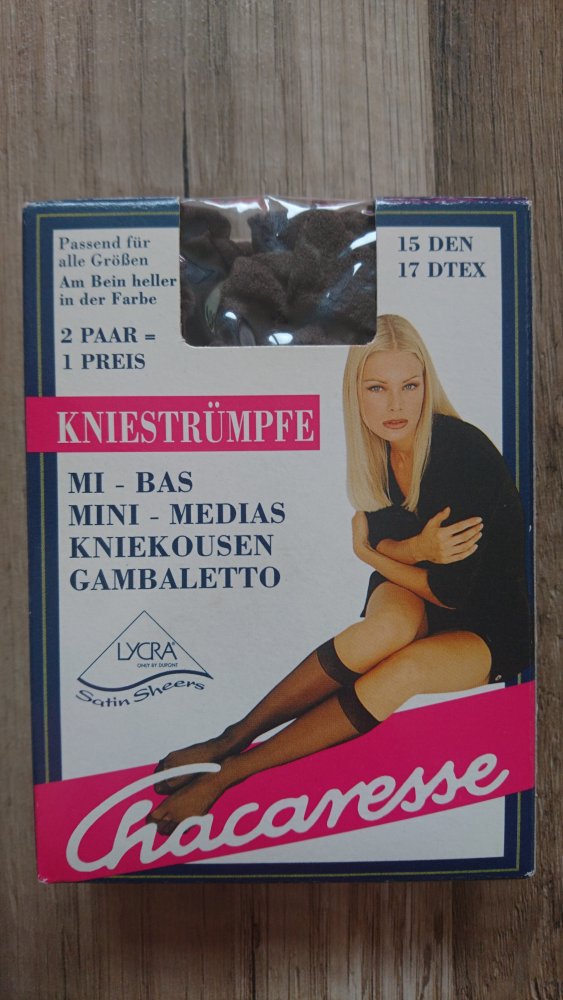 Passend für
alle Größen
Am Bein heller
in der Farbe
2 PAAR =
1 PREIS
15 DEN
17 DTEX
KNIESTRÜMPFE
MI - BAS
MINI - MEDIAS
KNIEKOUSEN
GAMBALETTO
LYCRA®
ONLY BY DUPONT
Satin Sheers
Chacaresse